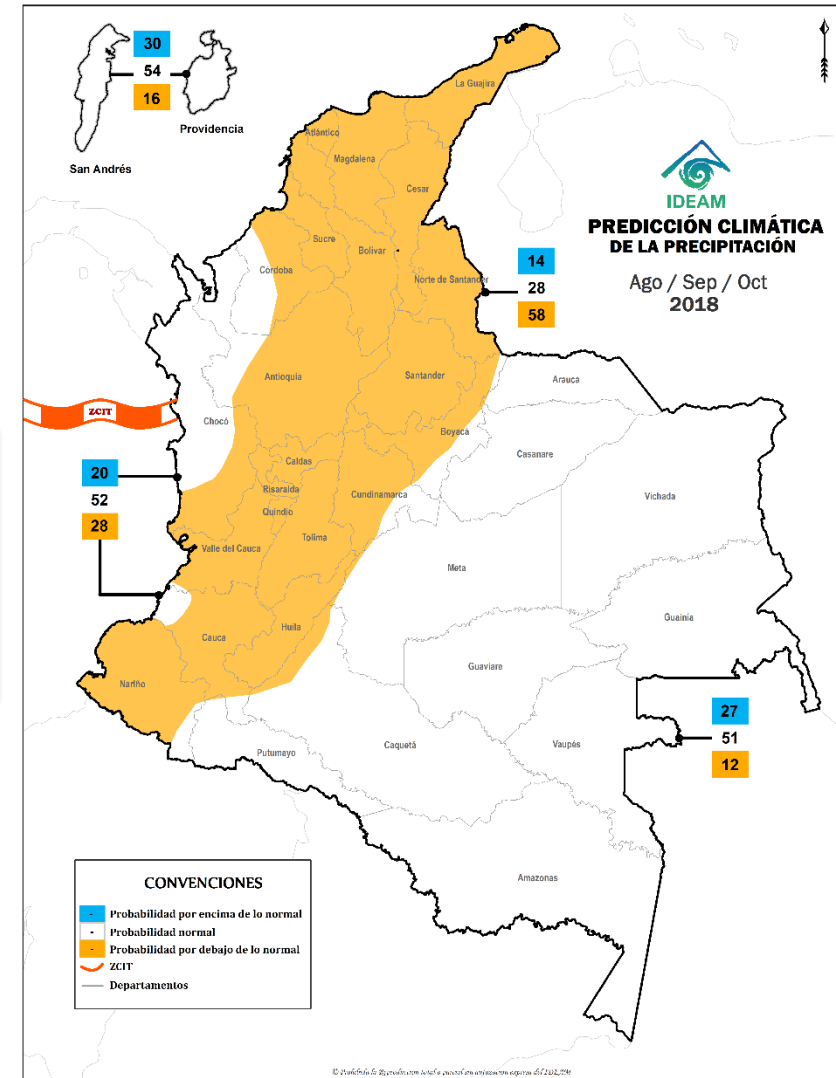 30
54
16
San Andrés
Providencia
IDEAM
PREDICCIÓN CLIMÁTICA
DE LA PRECIPITACIÓN
Ago / Sep / Oct
2018
La Guajira
Atlántico
Magdalena
Cesar
Sucre
Bolívar
Córdoba
Norte de Santander
14
28
58
Antioquia
Santander
Arauca
ZCIT
Chocó
Boyacá
Casanare
Caldas
Risaralda
Cundinamarca
Vichada
20
52
28
Quindío
Tolima
Valle del Cauca
Meta
Guainía
Cauca
Huila
Guaviare
Nariño
27
51
12
Putumayo
Caquetá
Vaupés
Amazonas
CONVENCIONES
- Probabilidad por encima de lo normal
- Probabilidad normal
- Probabilidad por debajo de lo normal
ZCIT
Departamentos
total o parcial sin